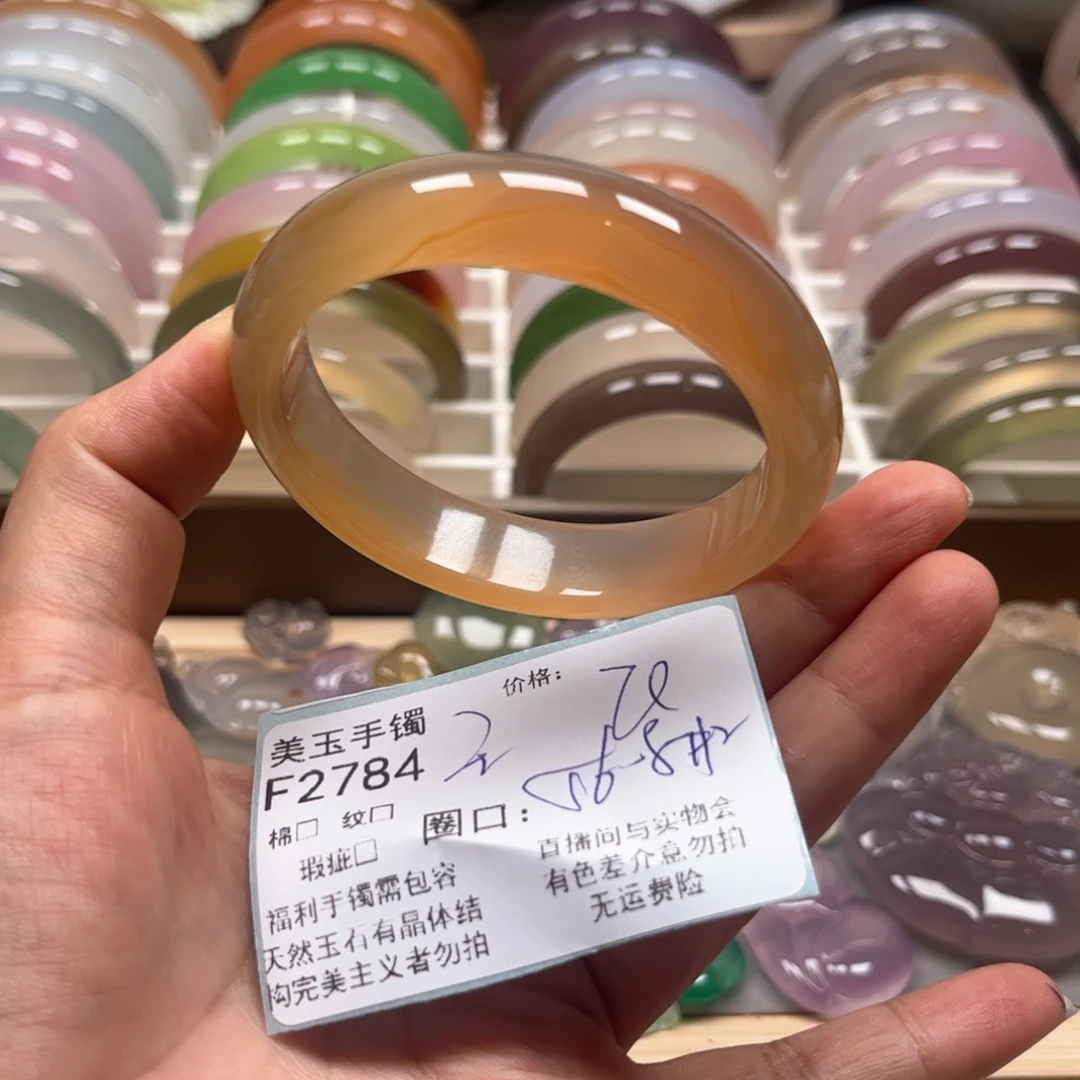 价格:
美玉手镯
F2784
棉□ 纹□
圈口: 56-8
瑕疵□
直播间与实物会
有色差介意勿拍
无运费险
福利手镯需包容
天然玉石有晶体结
构完美主义者勿拍